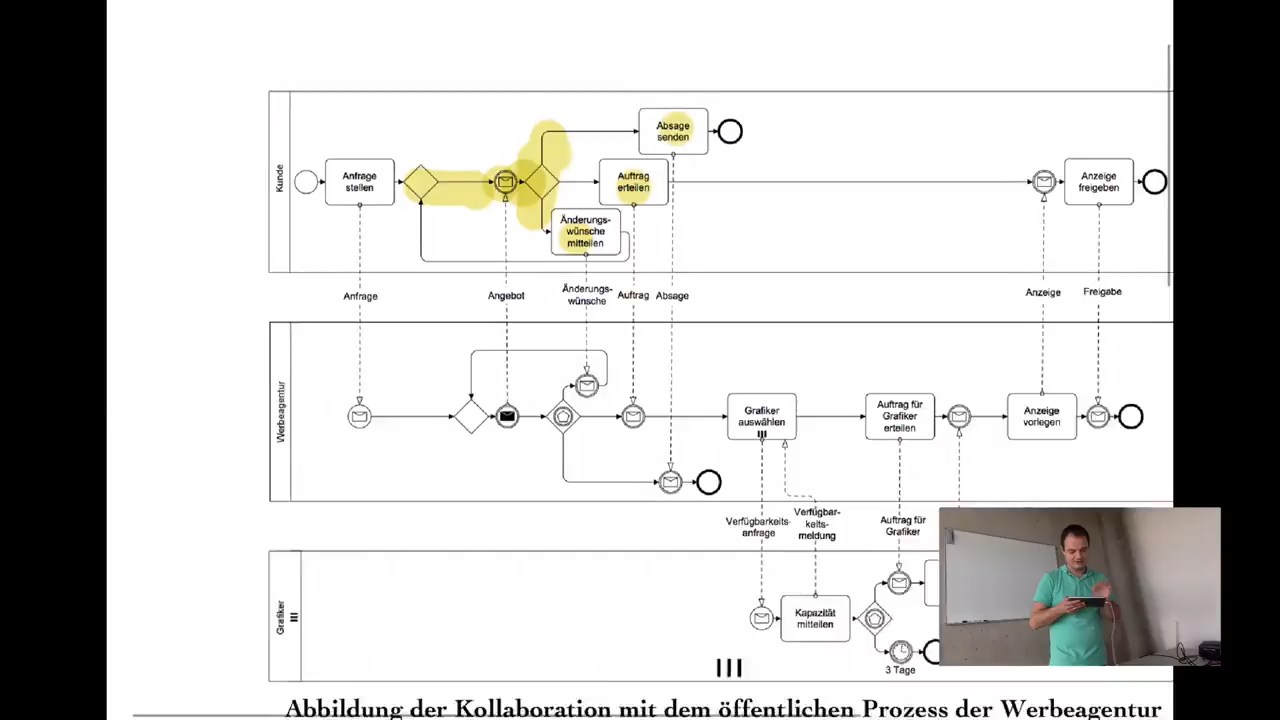 Kunde
Anfrage
stellen
Absage
senden
Auftrag
erteilen
Änderungs-
wünsche
mitteilen
Anzeige
freigeben
Anfrage
Angebot
Änderungs-
wünsche
Auftrag
Absage
Anzeige
Freigabe
Werbeagentur
Grafiker
auswählen
Auftrag für
Grafiker
erteilen
Anzeige
vorlegen
Verfügbarkeits-
anfrage
Verfügbar-
keits-
meldung
Auftrag für
Grafiker
Grafiker
Kapazität
mitteilen
3 Tage
Abbildung der Kollaboration mit dem öffentlichen Prozess der Werbeagentur